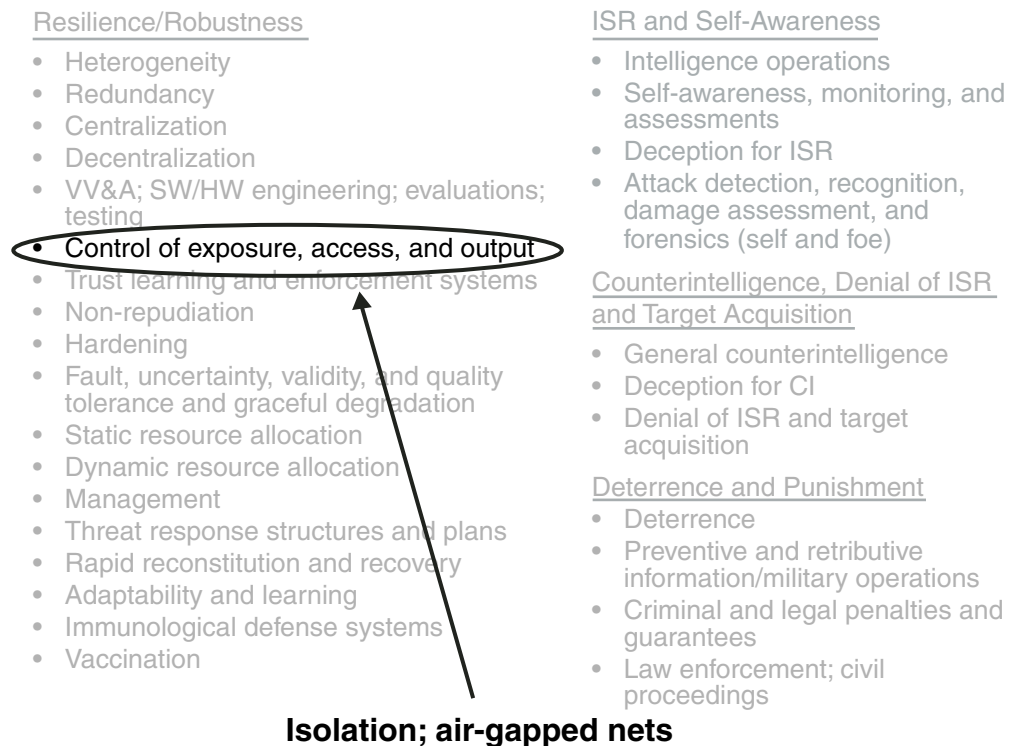 Resilience/Robustness
• Heterogeneity
• Redundancy
• Centralization
• Decentralization
• VV&A; SW/HW engineering; evaluations;
testing
• Control of exposure, access, and output
• Trust learning and enforcement systems
• Non-repudiation
• Hardening
• Fault, uncertainty, validity, and quality
tolerance and graceful degradation
• Static resource allocation
• Dynamic resource allocation
• Management
• Threat response structures and plans
• Rapid reconstitution and recovery
• Adaptability and learning
• Immunological defense systems
• Vaccination
ISR and Self-Awareness
• Intelligence operations
• Self-awareness, monitoring, and
assessments
• Deception for ISR
• Attack detection, recognition,
damage assessment, and
forensics (self and foe)
Counterintelligence, Denial of ISR
and Target Acquisition
• General counterintelligence
• Deception for CI
• Denial of ISR and target
acquisition
Deterrence and Punishment
• Deterrence
• Preventive and retributive
information/military operations
• Criminal and legal penalties and
guarantees
• Law enforcement; civil
proceedings
Isolation; air-gapped nets